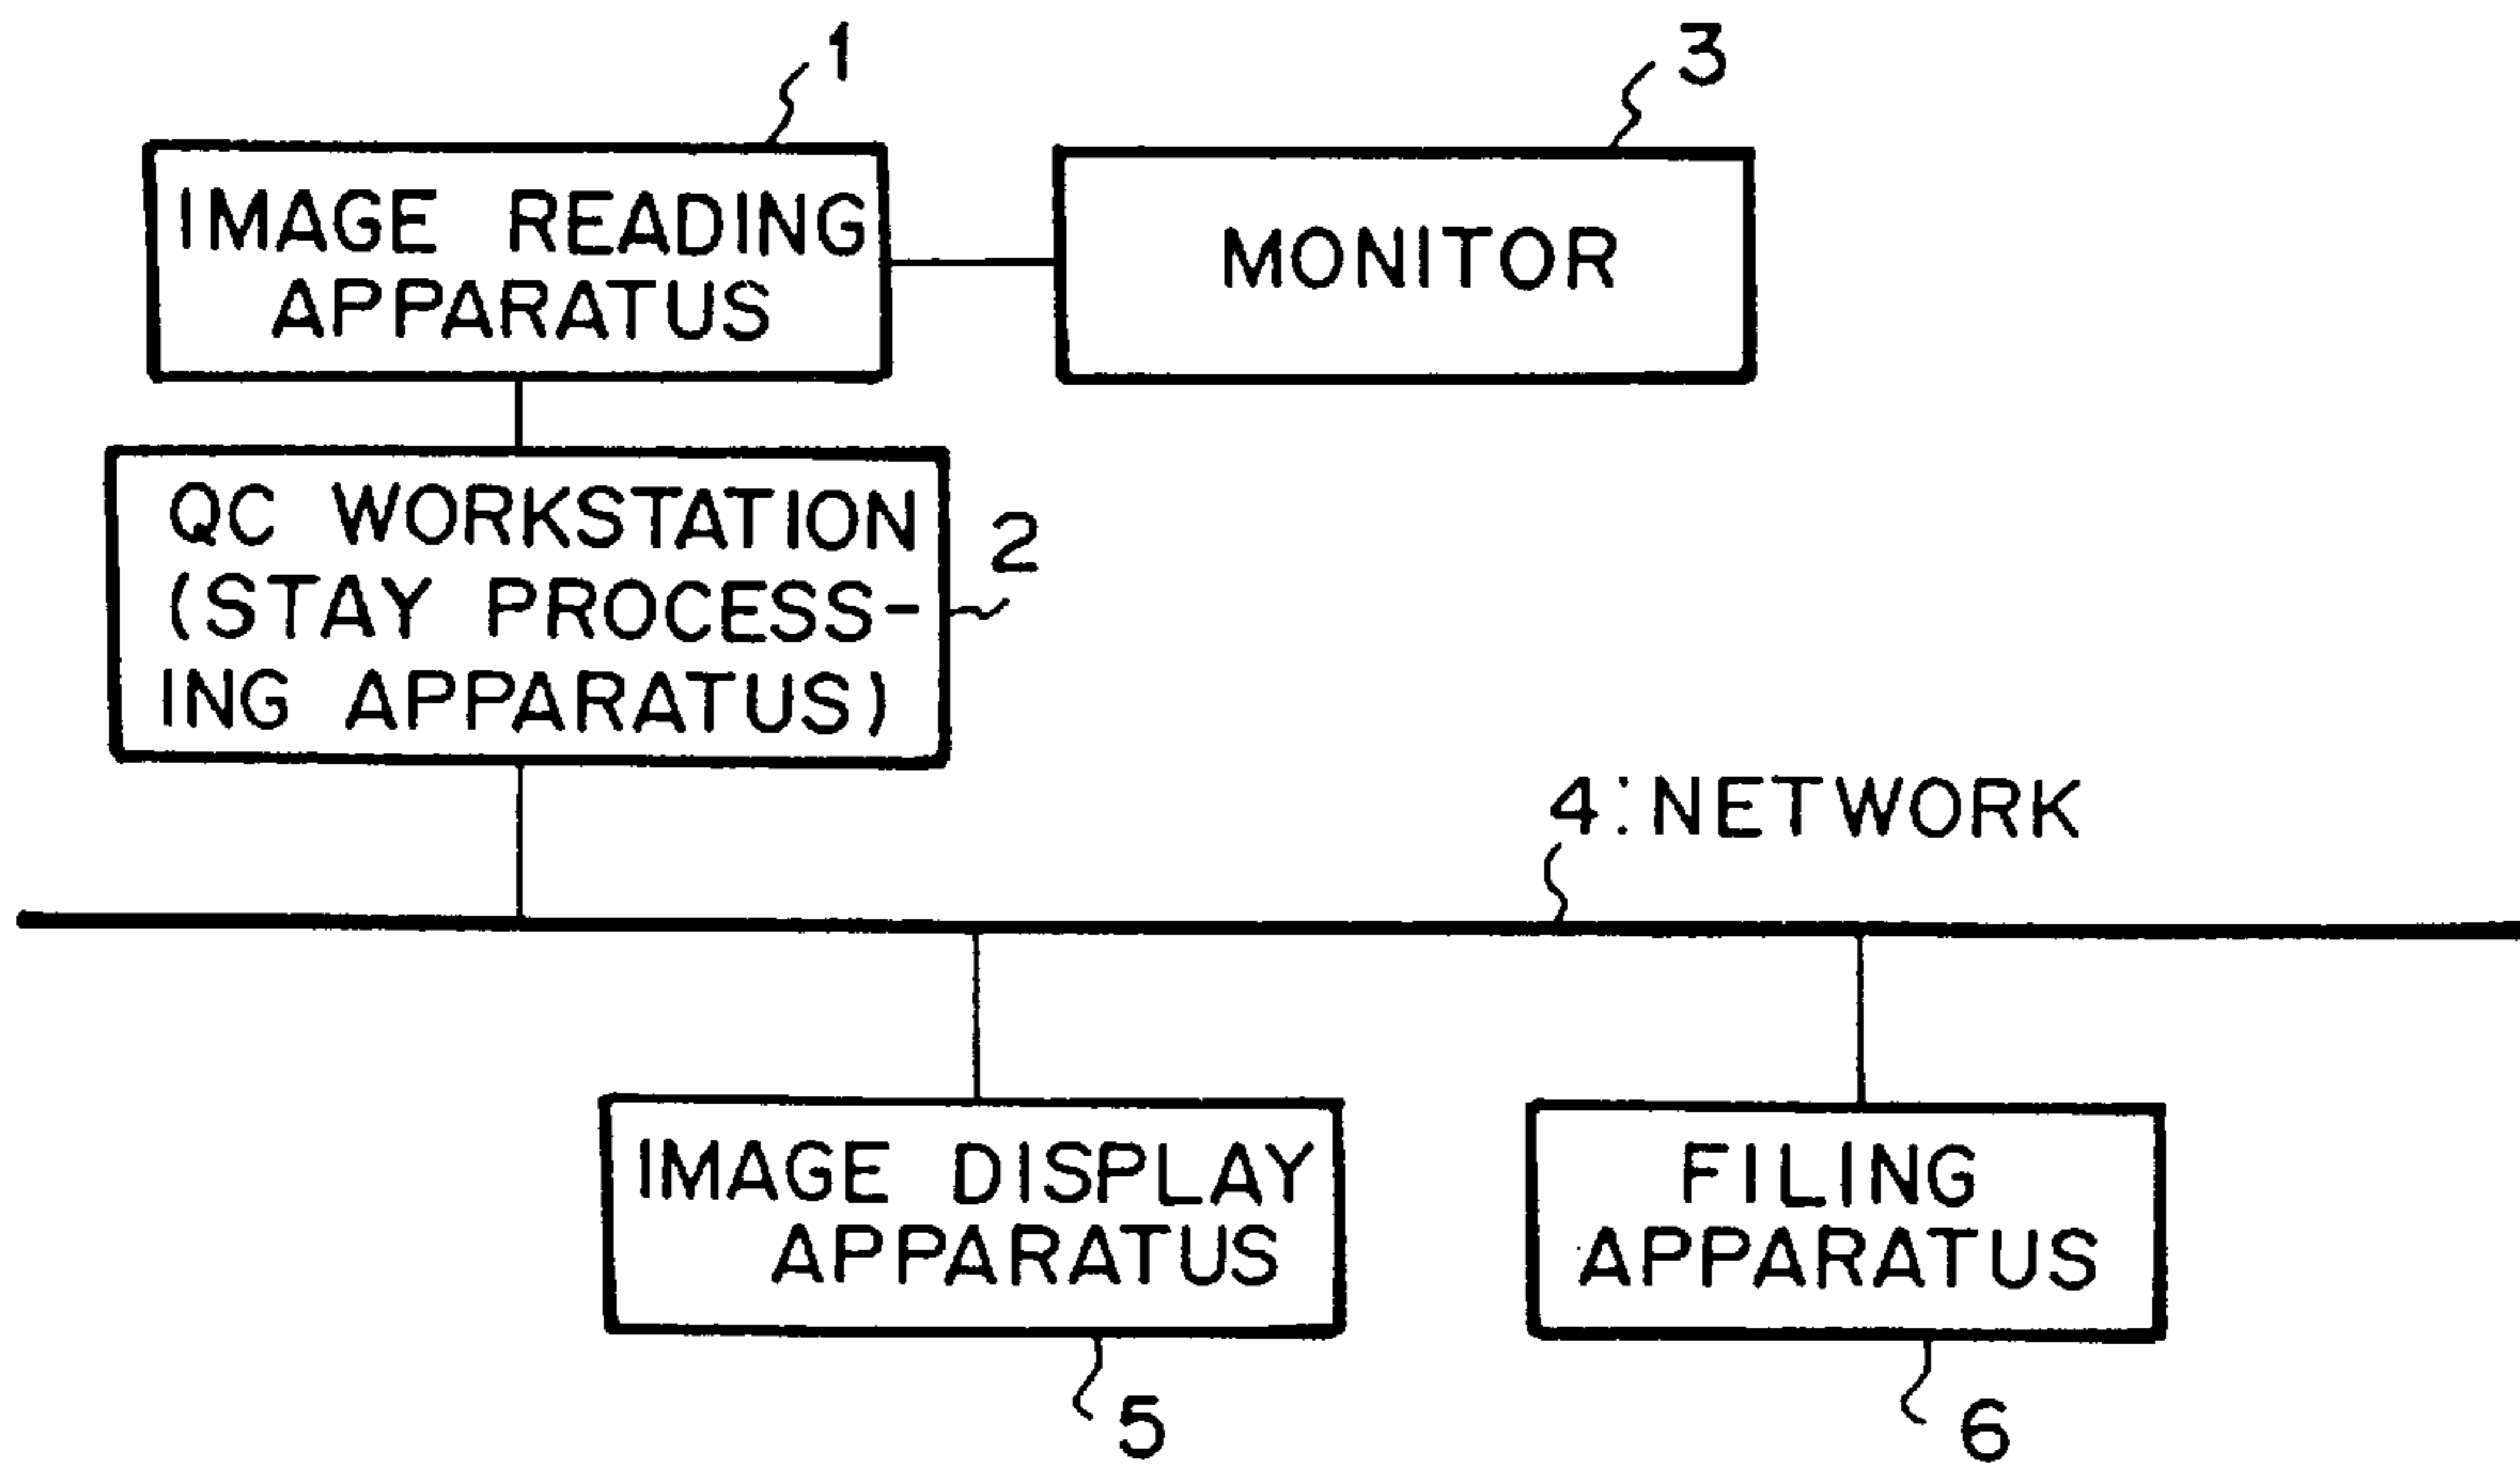 1
3
IMAGE READING
APPARATUS
MONITOR
QC WORKSTATION
(STAY PROCESS-
ING APPARATUS)
2
4:NETWORK
IMAGE DISPLAY
APPARATUS
FILING
APPARATUS
5
6